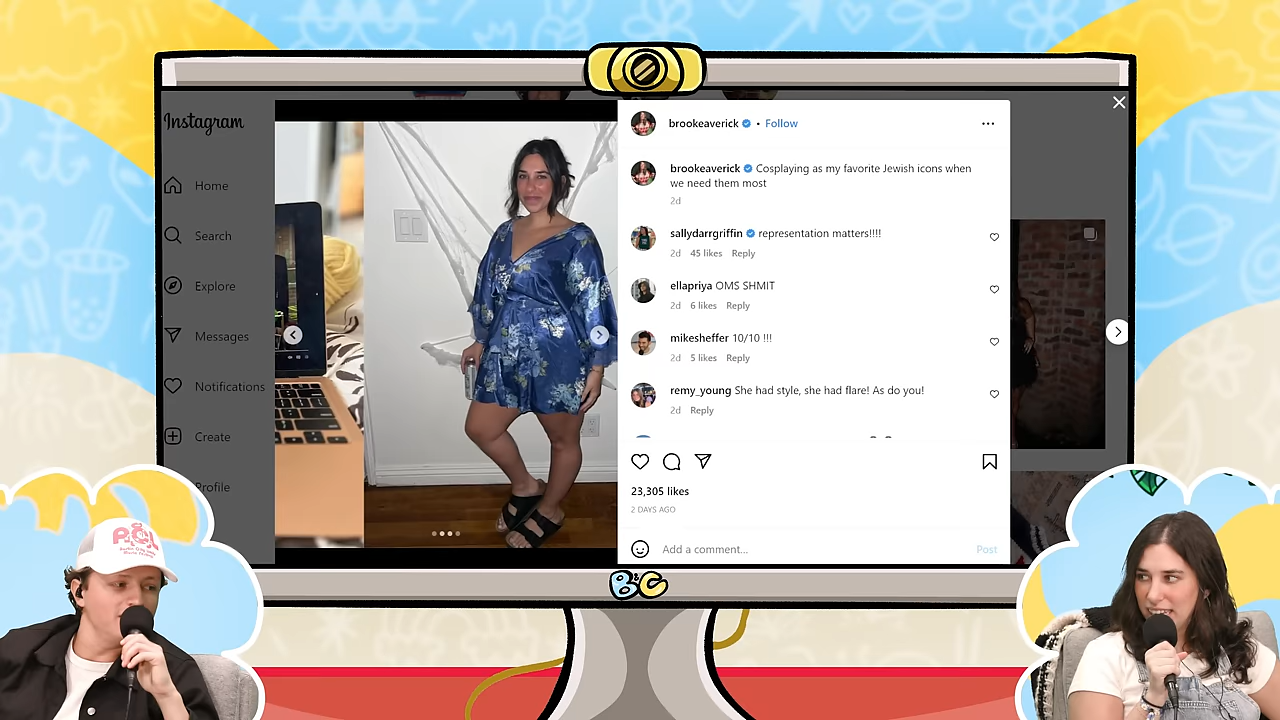 Instagram
Home
Search
Explore
Messages
Notifications
Create
Profile
brookeaverick • Follow
brookeaverick Cosplaying as my favorite Jewish icons when
we need them most
2d
sallydarrgriffin representation matters!!!!
2d 45 likes Reply
ellapriya OMS SHMIT
2d 6 likes Reply
mikesheffer 10/10 !!!
2d 5 likes Reply
remy_young She had style, she had flare! As do you!
2d Reply
23,305 likes
2 DAYS AGO
Add a comment... Post
B&C